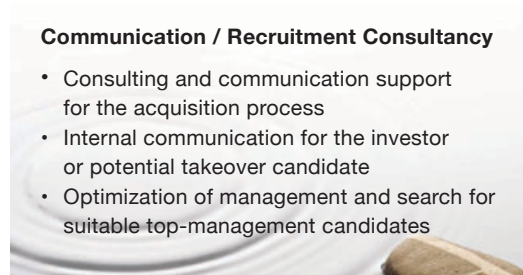 Communication / Recruitment Consultancy
• Consulting and communication support
for the acquisition process
• Internal communication for the investor
or potential takeover candidate
• Optimization of management and search for
suitable top-management candidates